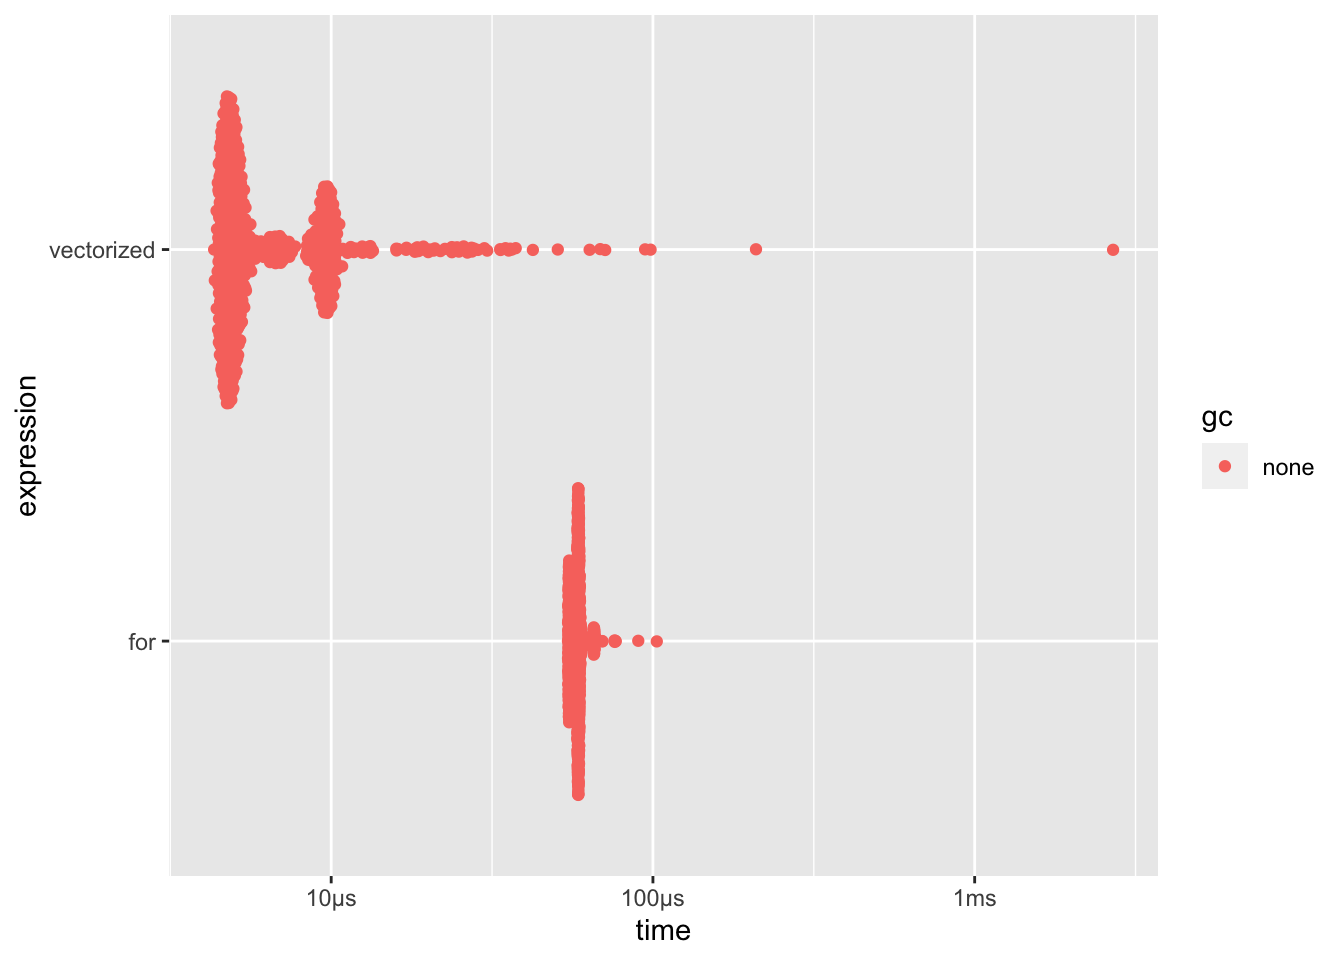 vectorized
for
expression
10µs
100µs
1ms
time
gc
none